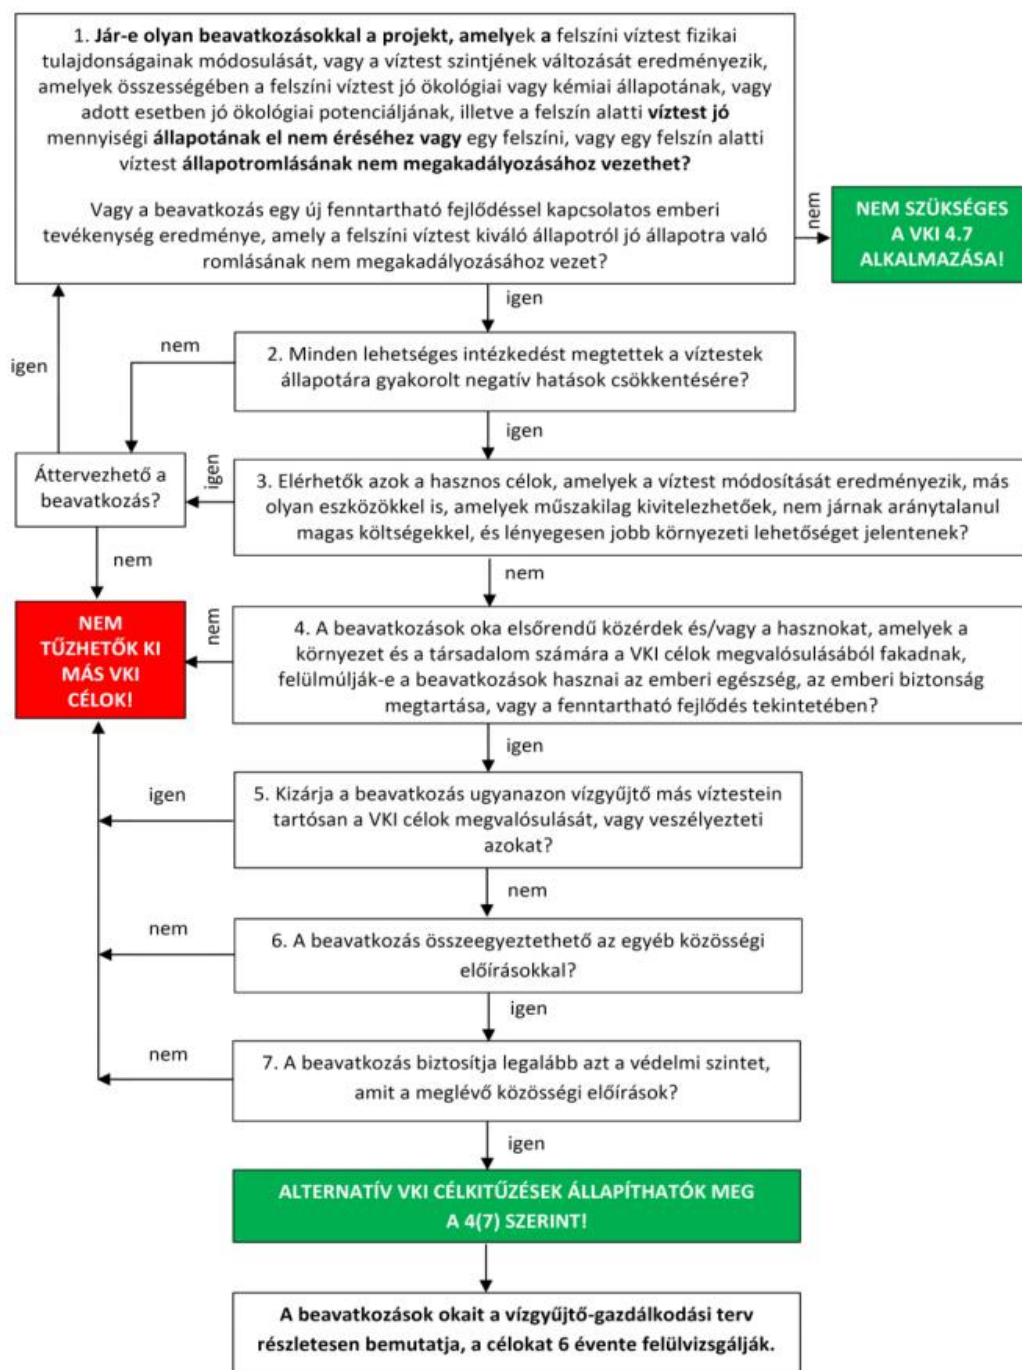 1. Jár-e olyan beavatkozásokkal a projekt, amelyek a felszíni víztest fizikai
tulajdonságainak módosulását, vagy a víztest szintjének változását eredményezik,
amelyek összességében a felszíni víztest jó ökológiai vagy kémiai állapotának, vagy
adott esetben jó ökológiai potenciáljának, illetve a felszín alatti víztest jó
mennyiségi állapotának el nem éréséhez vagy egy felszíni, vagy egy felszín alatti
víztest állapotromlásának nem megakadályozásához vezethet?
Vagy a beavatkozás egy új fenntartható fejlődéssel kapcsolatos emberi
tevékenység eredménye, amely a felszíni víztest kiváló állapotról jó állapotra való
romlásának nem megakadályozásához vezet?
nem
NEM SZÜKSÉGES
A VKI 4.7
ALKALMAZÁSA!
igen
igen
nem
2. Minden lehetséges intézkedést megtettek a víztestek
állapotára gyakorolt negatív hatások csökkentésére?
igen
Áttervezhető a
beavatkozás?
igen
3. Elérhetők azok a hasznos célok, amelyek a víztest módosítását eredményezik, más
olyan eszközökkel is, amelyek műszakilag kivitelezhetőek, nem járnak aránytalanul
magas költségekkel, és lényegesen jobb környezeti lehetőséget jelentenek?
nem
nem
NEM
TŰZHETŐK KI
MÁS VKI
CÉLOK!
nem
4. A beavatkozások oka elsőrendű közérdek és/vagy a hasznokat, amelyek a
környezet és a társadalom számára a VKI célok megvalósulásából fakadnak,
felülmúlják-e a beavatkozások hasznai az emberi egészség, az emberi biztonság
megtartása, vagy a fenntartható fejlődés tekintetében?
igen
igen
5. Kizárja a beavatkozás ugyanazon vízgyűjtő más víztestein
tartósan a VKI célok megvalósulását, vagy veszélyezteti
azokat?
nem
nem
6. A beavatkozás összeegyeztethető az egyéb közösségi
előírásokkal?
igen
nem
7. A beavatkozás biztosítja legalább azt a védelmi szintet,
amit a meglévő közösségi előírások?
igen
ALTERNATÍV VKI CÉLKITŰZÉSEK ÁLLAPÍTHATÓK MEG
A 4(7) SZERINT!
A beavatkozások okait a vízgyűjtő-gazdálkodási terv
részletesen bemutatja, a célokat 6 évente felülvizsgálják.